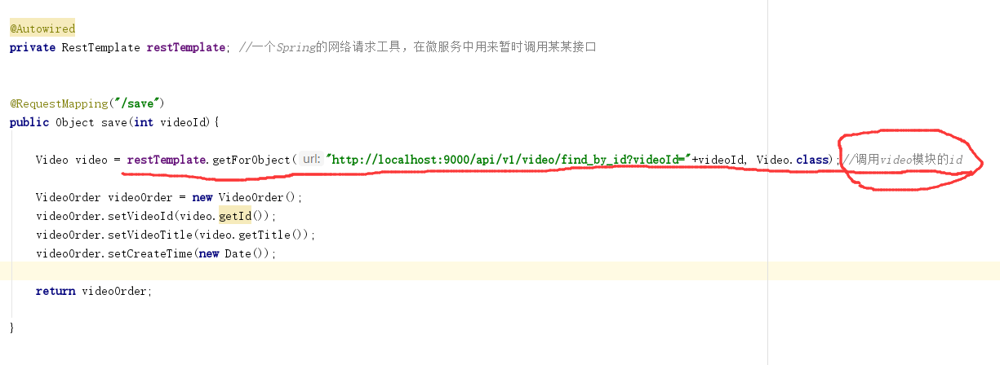 @Autowired
private RestTemplate restTemplate; //一个Spring的网络请求工具，在微服务中用来暂时调用某某接口
@RequestMapping("/save")
public Object save(int videoId){
Video video = restTemplate.getForObject( url: "http://localhost:9000/api/v1/video/find_by_id?videoId="+videoId, Video.class);//调用video模块的id
VideoOrder videoOrder = new VideoOrder();
videoOrder.setVideoId(video.getId());
videoOrder.setVideoTitle(video.getTitle());
videoOrder.setCreateTime(new Date());
return videoOrder;
}